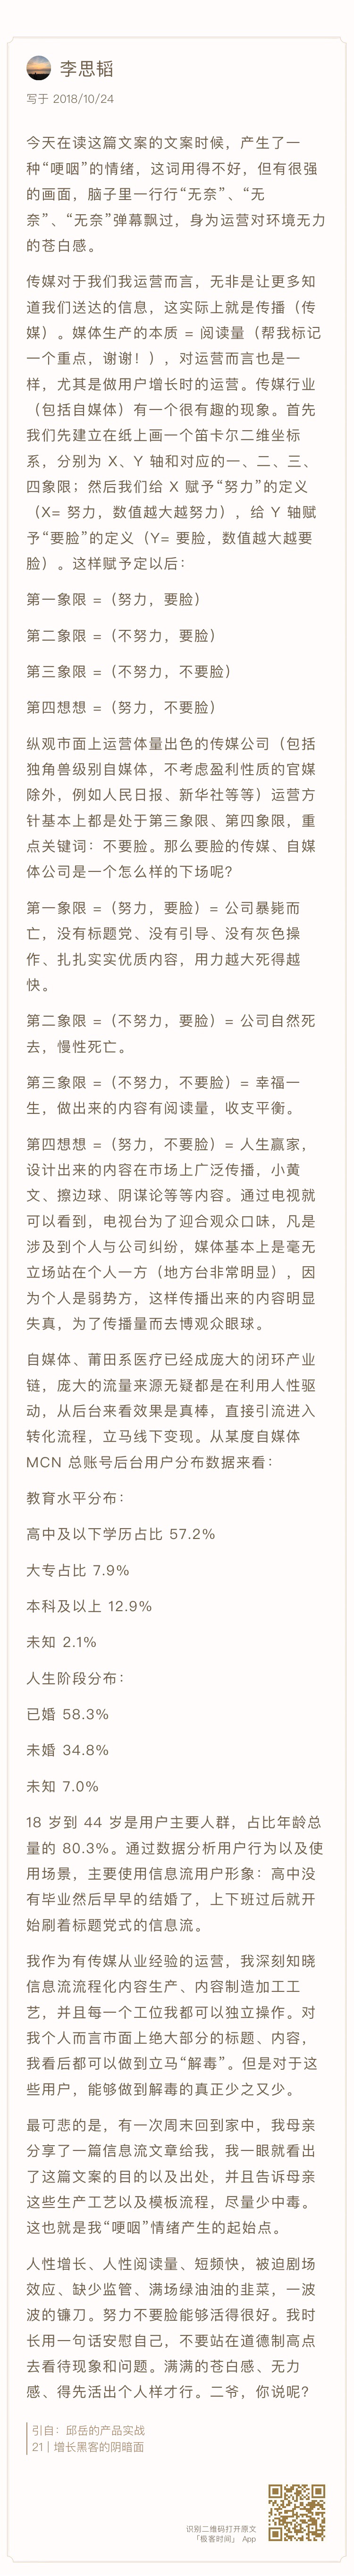 李思韬
写于 2018/10/24
今天在读这篇文案的文案时候，产生了一
种“哽咽”的情绪，这词用得不好，但有很强
的画面，脑子里一行行“无奈”、“无
奈”、“无奈”弹幕飘过，身为运营对环境无力
的苍白感。
传媒对于我们我运营而言，无非是让更多知
道我们送达的信息，这实际上就是传播（传
媒）。媒体生产的本质 = 阅读量（帮我标记
一个重点，谢谢！），对运营而言也是一
样，尤其是做用户增长时的运营。传媒行业
（包括自媒体）有一个很有趣的现象。首先
我们先建立在纸上画一个笛卡尔二维坐标
系，分别为 X、Y 轴和对应的一、二、三、
四象限；然后我们给 X 赋予“努力”的定义
（X= 努力，数值越大越努力），给 Y 轴赋
予“要脸”的定义（Y= 要脸，数值越大越要
脸）。这样赋予定以后：
第一象限 =（努力，要脸）
第二象限 =（不努力，要脸）
第三象限 =（不努力，不要脸）
第四想想 =（努力，不要脸）
纵观市面上运营体量出色的传媒公司（包括
独角兽级别自媒体，不考虑盈利性质的官媒
除外，例如人民日报、新华社等等）运营方
针基本上都是处于第三象限、第四象限，重
点关键词：不要脸。那么要脸的传媒、自媒
体公司是一个怎么样的下场呢？
第一象限 =（努力，要脸）= 公司暴毙而
亡，没有标题党、没有引导、没有灰色操
作、扎扎实实优质内容，用力越大死得越
快。
第二象限 =（不努力，要脸）= 公司自然死
去，慢性死亡。
第三象限 =（不努力，不要脸）= 幸福一
生，做出来的内容有阅读量，收支平衡。
第四想想 =（努力，不要脸）= 人生赢家，
设计出来的内容在市场上广泛传播，小黄
文、擦边球、阴谋论等等内容。通过电视就
可以看到，电视台为了迎合观众口味，凡是
涉及到个人与公司纠纷，媒体基本上是毫无
立场站在个人一方（地方台非常明显），因
为个人是弱势方，这样传播出来的内容明显
失真，为了传播量而去博观众眼球。
自媒体、莆田系医疗已经成庞大的闭环产业
链，庞大的流量来源无疑都是在利用人性驱
动，从后台来看效果是真棒，直接引流进入
转化流程，立马线下变现。从某度自媒体
MCN 总账号后台用户分布数据来看：
教育水平分布：
高中及以下学历占比 57.2%
大专占比 7.9%
本科及以上 12.9%
未知 2.1%
人生阶段分布：
已婚 58.3%
未婚 34.8%
未知 7.0%
18 岁到 44 岁是用户主要人群，占比年龄总
量的 80.3%。通过数据分析用户行为以及使
用场景，主要使用信息流用户形象：高中没
有毕业然后早早的结婚了，上下班过后就开
始刷着标题党式的信息流。
我作为有传媒从业经验的运营，我深刻知晓
信息流流程化内容生产、内容制造加工工
艺，并且每一个工位我都可以独立操作。对
我个人而言市面上绝大部分的标题、内容，
我看后都可以做到立马“解毒”。但是对于这
些用户，能够做到解毒的真正少之又少。
最可悲的是，有一次周末回到家中，我母亲
分享了一篇信息流文章给我，我一眼就看出
了这篇文案的目的以及出处，并且告诉母亲
这些生产工艺以及模板流程，尽量少中毒。
这也就是我“哽咽”情绪产生的起始点。
人性增长、人性阅读量、短频快，被迫剧场
效应、缺少监管、满场绿油油的韭菜，一波
波的镰刀。努力不要脸能够活得很好。我时
长用一句话安慰自己，不要站在道德制高点
去看待现象和问题。满满的苍白感、无力
感、得先活出个人样才行。二爷，你说呢？
引自：邱岳的产品实战
21 | 增长黑客的阴暗面
识别二维码打开原文
「极客时间」 App